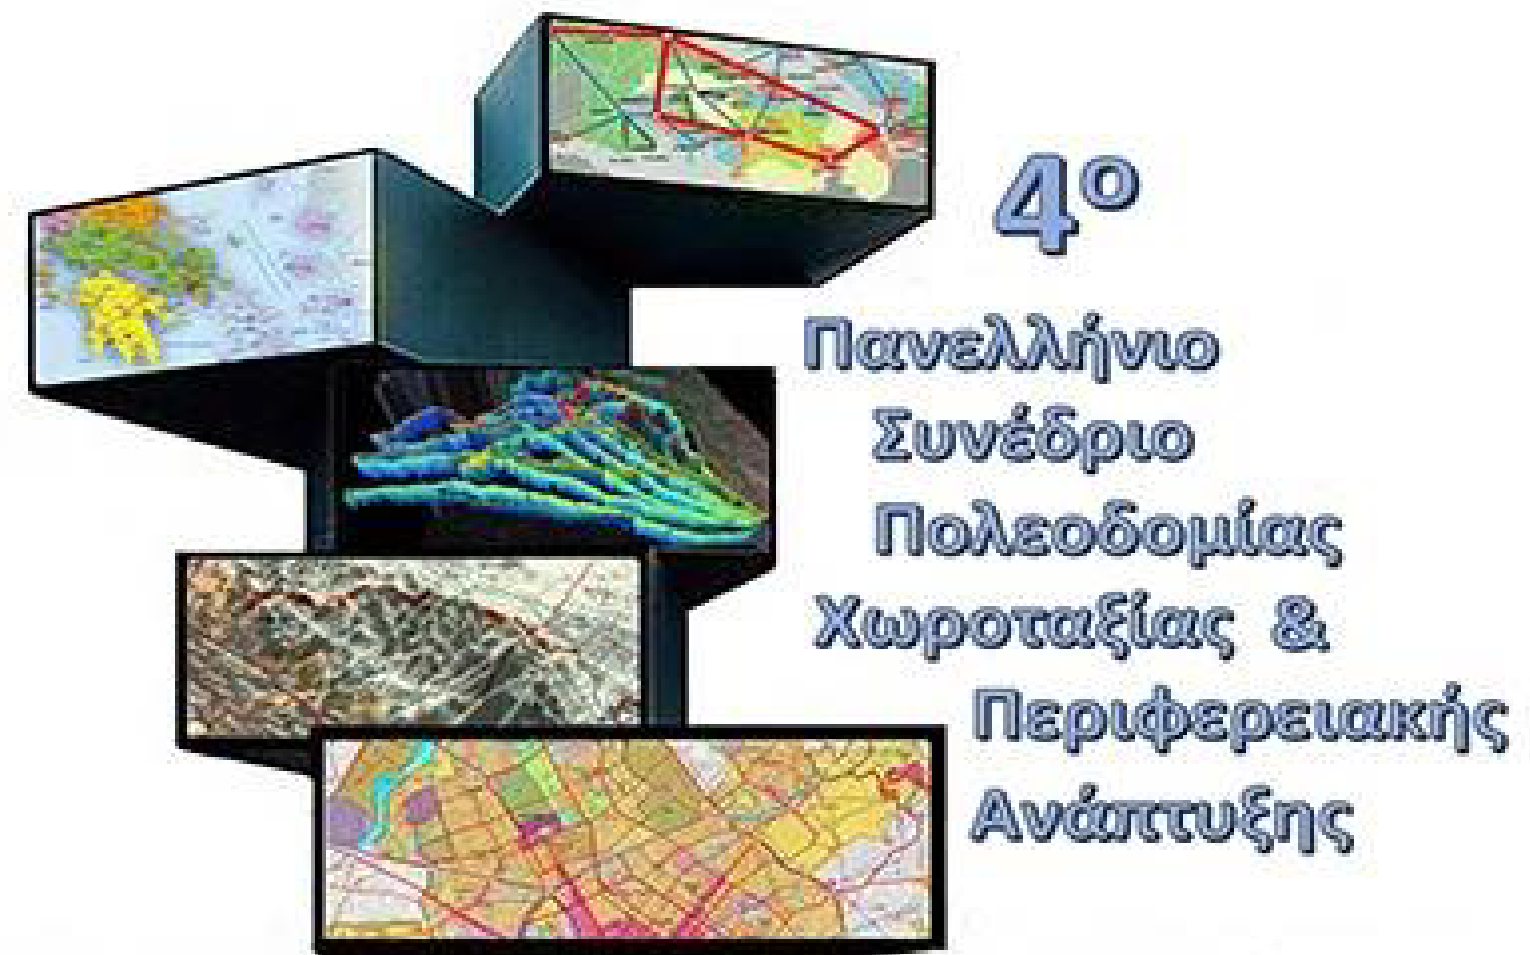 4ο
Πανελλήνιο
Συνέδριο
Πολεοδομίας
Χωροταξίας &
Περιφερειακής
Ανάπτυξης